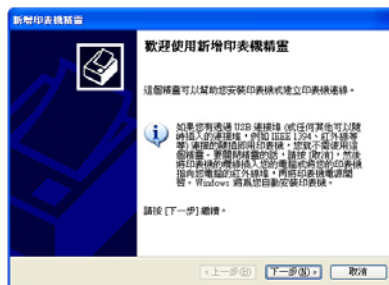 新增印表機精靈
歡迎使用新增印表機精靈
這個精靈可以幫助您安裝印表機或建立印表機連線。
如果您有透過 USB 連接埠 (或任何其他可以隨
時插入的連接埠，例如 IEEE 1394、紅外線等
等) 連接的隨插即用印表機，您就不需使用這
個精靈。要關閉精靈的話，請按 [取消]，然後
將印表機的纜線插入您的電腦或將您的印表機
指向您電腦的紅外線埠，再將印表機電源開
啟。Windows 將為您自動安裝印表機。
請按 [下一步] 繼續。
<上一步(B) 下一步(N)> 取消